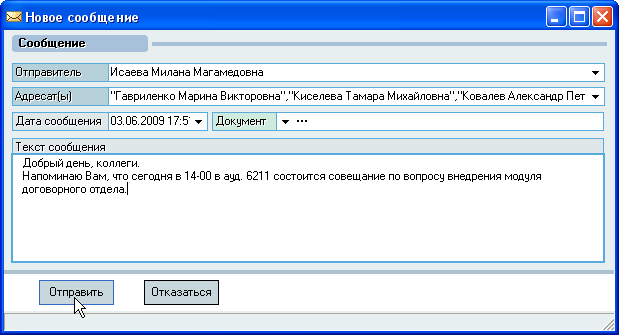 Новое сообщение
Сообщение
Отправитель Исаева Милана Магамедовна
Адресат(ы) "Гавриленко Марина Викторовна","Киселева Тамара Михайловна","Ковалев Александр Пет
Дата сообщения 03.06.2009 17:5 Документ ...
Текст сообщения
Добрый день, коллеги.
Напоминаю Вам, что сегодня в 14-00 в ауд. 6211 состоится совещание по вопросу внедрения модуля
договорного отдела.
Отправить Отказаться